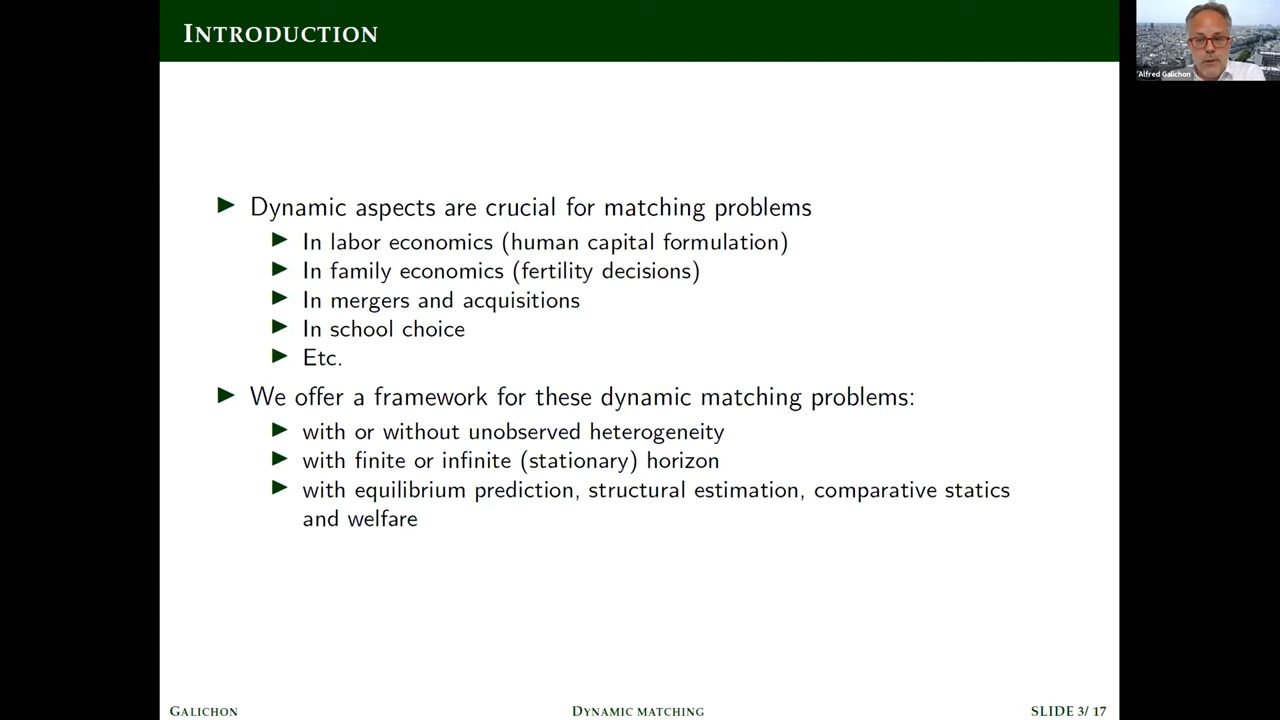 INTRODUCTION
Alfred Galichon
▶ Dynamic aspects are crucial for matching problems
▶ In labor economics (human capital formulation)
▶ In family economics (fertility decisions)
▶ In mergers and acquisitions
▶ In school choice
▶ Etc.
▶ We offer a framework for these dynamic matching problems:
▶ with or without unobserved heterogeneity
▶ with finite or infinite (stationary) horizon
▶ with equilibrium prediction, structural estimation, comparative statics
and welfare
GALICHON
DYNAMIC MATCHING
SLIDE 3/ 17